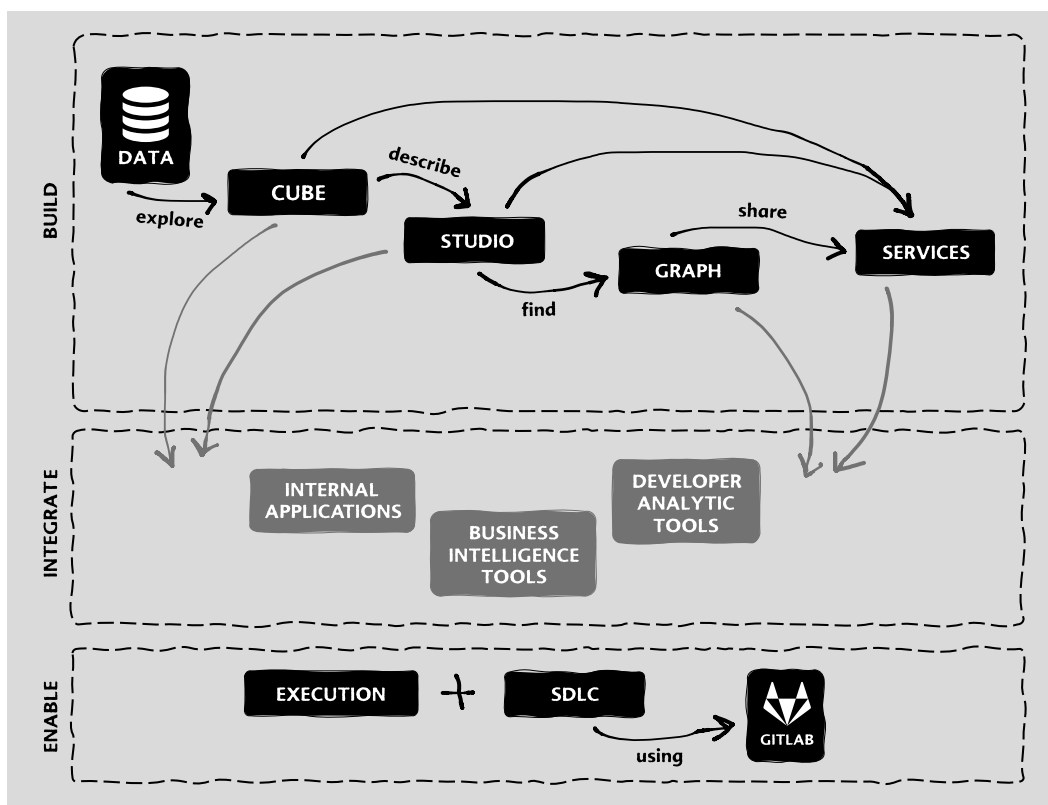 BUILD
DATA
explore
CUBE
describe
STUDIO
find
GRAPH
share
SERVICES
INTEGRATE
INTERNAL
APPLICATIONS
BUSINESS
INTELLIGENCE
TOOLS
DEVELOPER
ANALYTIC
TOOLS
ENABLE
EXECUTION
+
SDLC
using
GITLAB